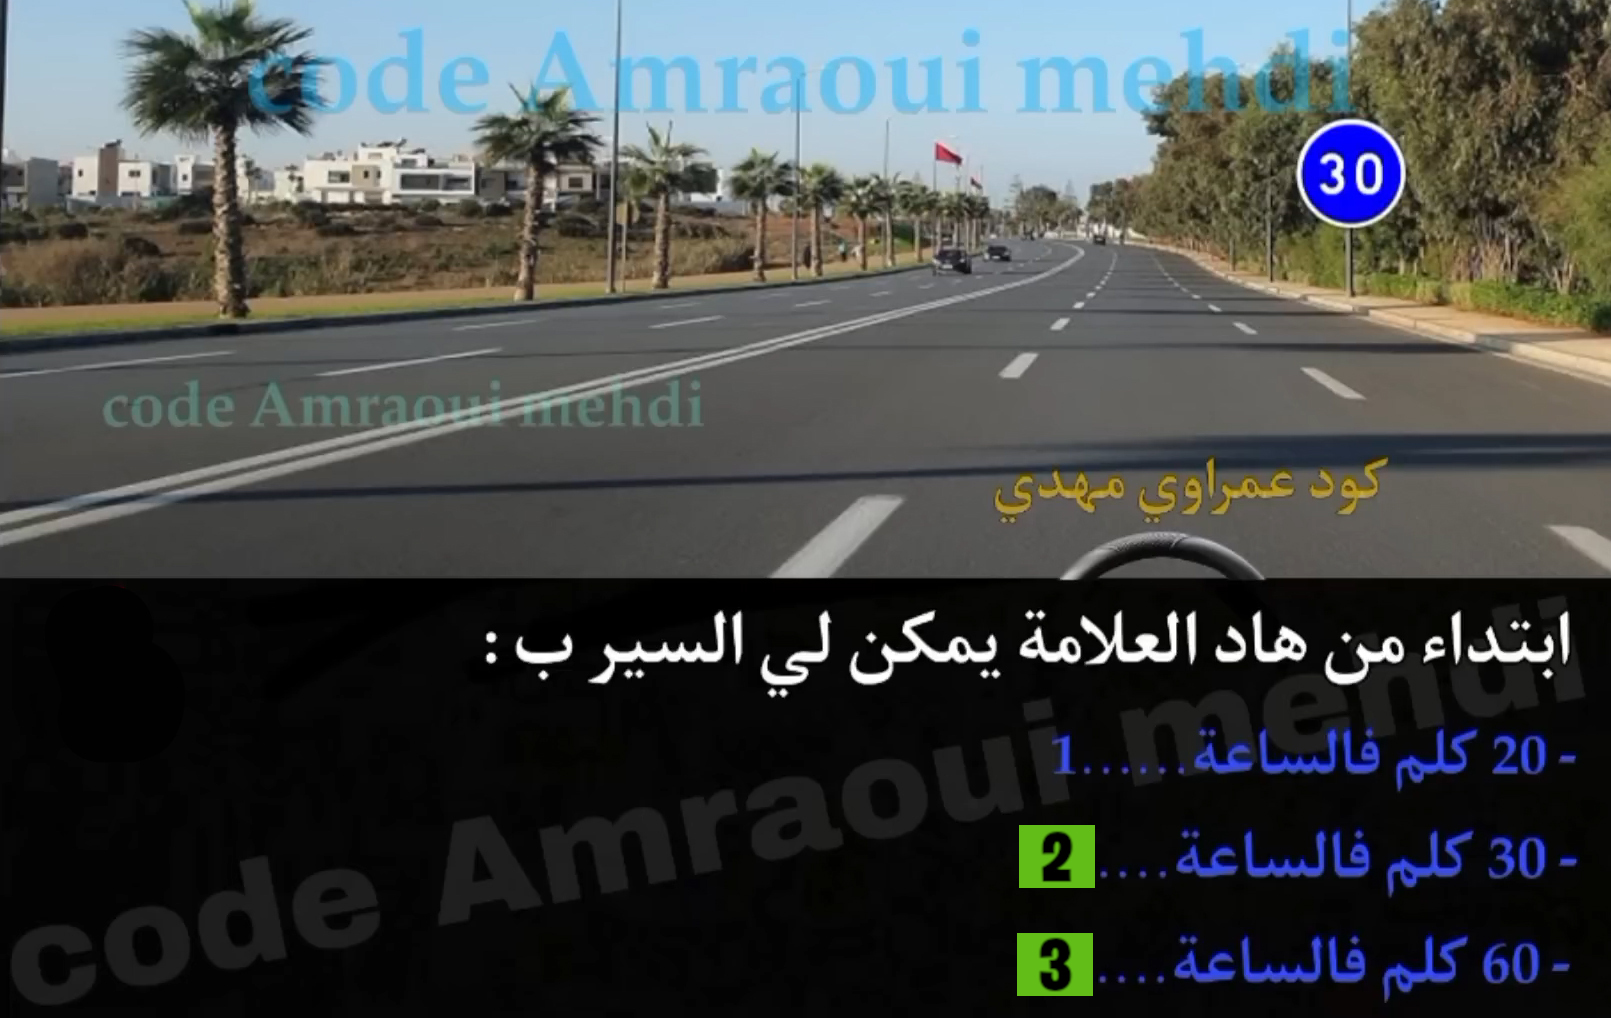 code Amraoui mehdi
30
code Amraoui mehdi
كود عمراوي مهدي
ابتداء من هاد العلامة يمكن لي السير ب :
- 20 كلم فالساعة......1
- 30 كلم فالساعة....2
- 60 كلم فالساعة....3
code Amraoui mehdi